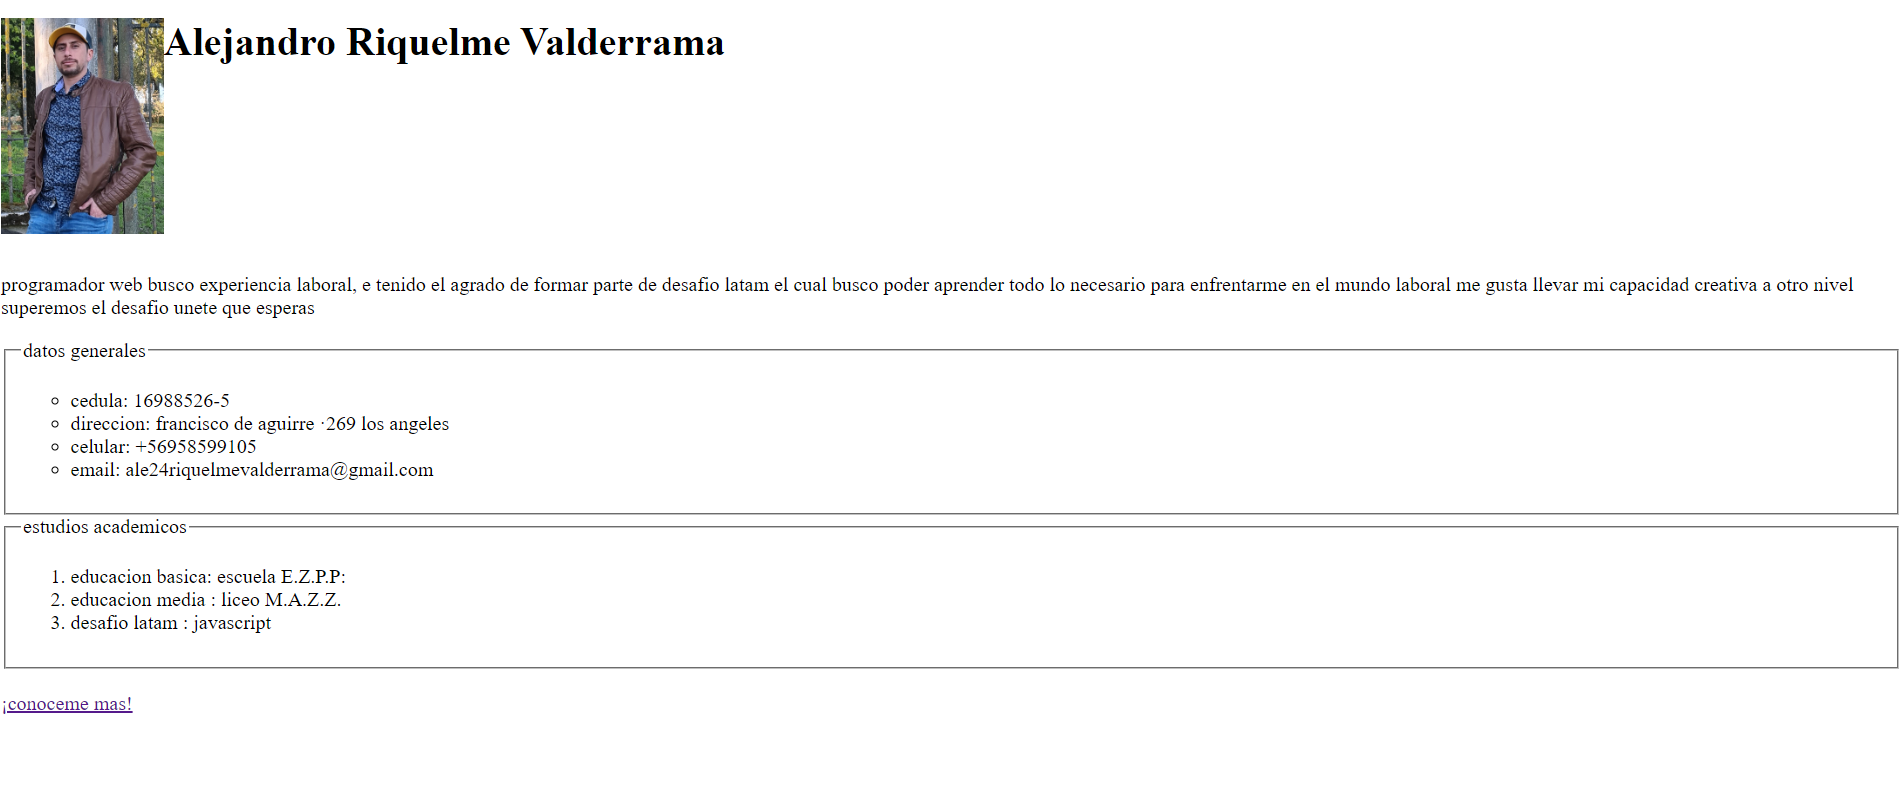 Alejandro Riquelme Valderrama
programador web busco experiencia laboral, e tenido el agrado de formar parte de desafio latam el cual busco poder aprender todo lo necesario para enfrentarme en el mundo laboral me gusta llevar mi capacidad creativa a otro nivel
superemos el desafio unete que esperas
datos generales
cedula: 16988526-5
direccion: francisco de aguirre ·269 los angeles
celular: +56958599105
email: ale24riquelmevalderrama@gmail.com
estudios academicos
1. educacion basica: escuela E.Z.P.P:
2. educacion media : liceo M.A.Z.Z.
3. desafio latam : javascript
¡conoceme mas!